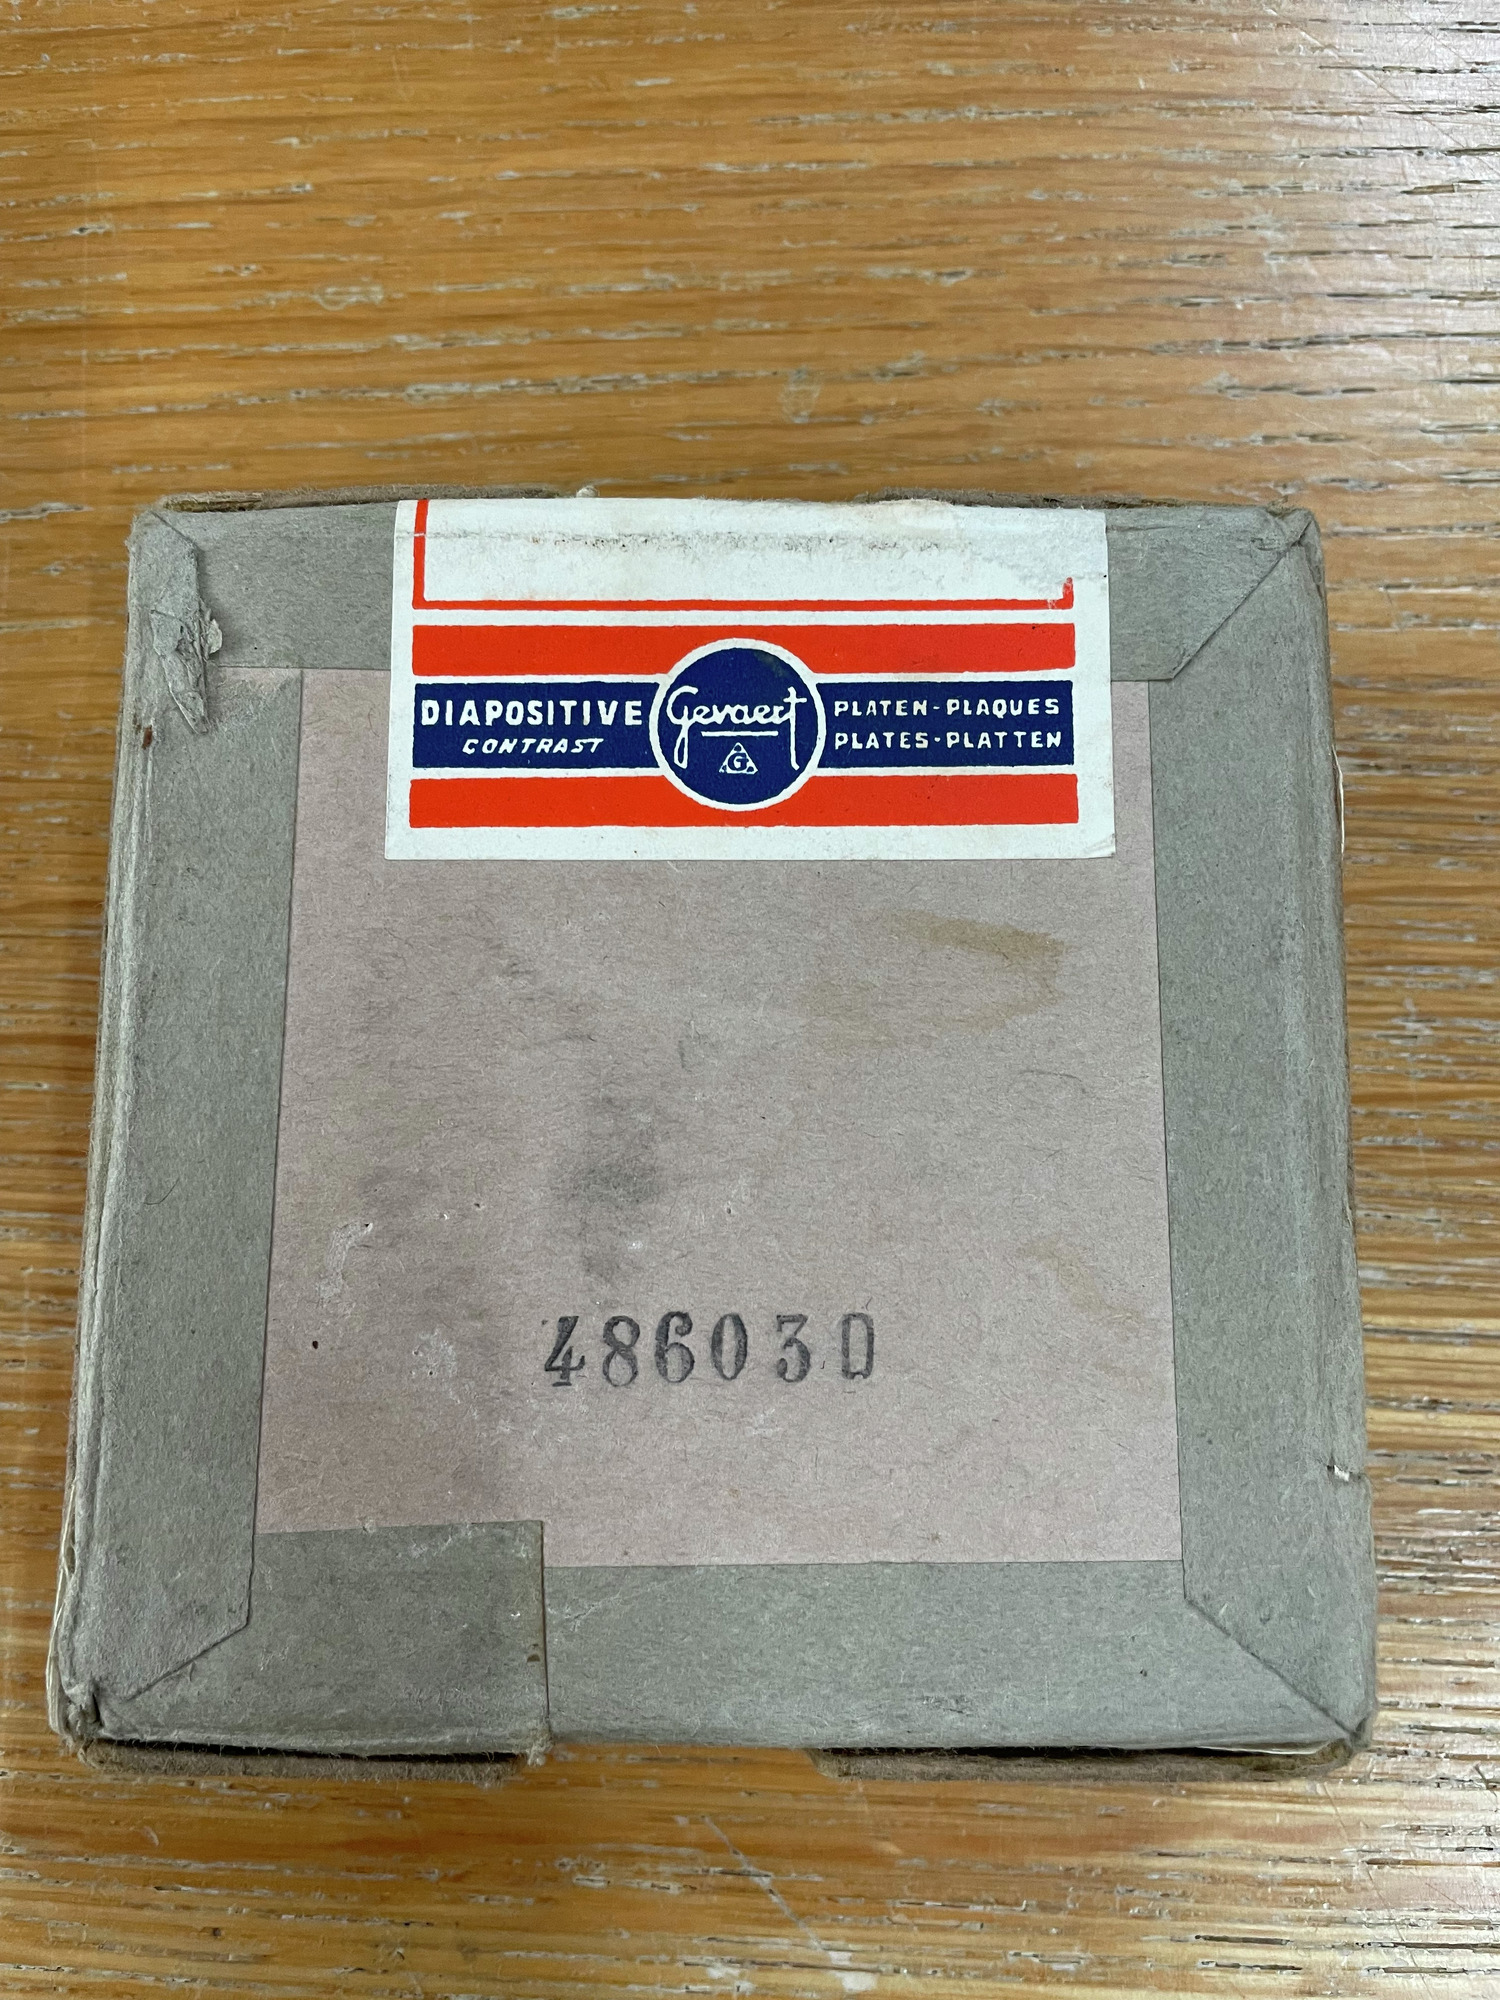 DIAPOSITIVE
CONTRAST
Gevaert
G
PLATEN-PLAQUES
PLATES-PLATTEN
486030